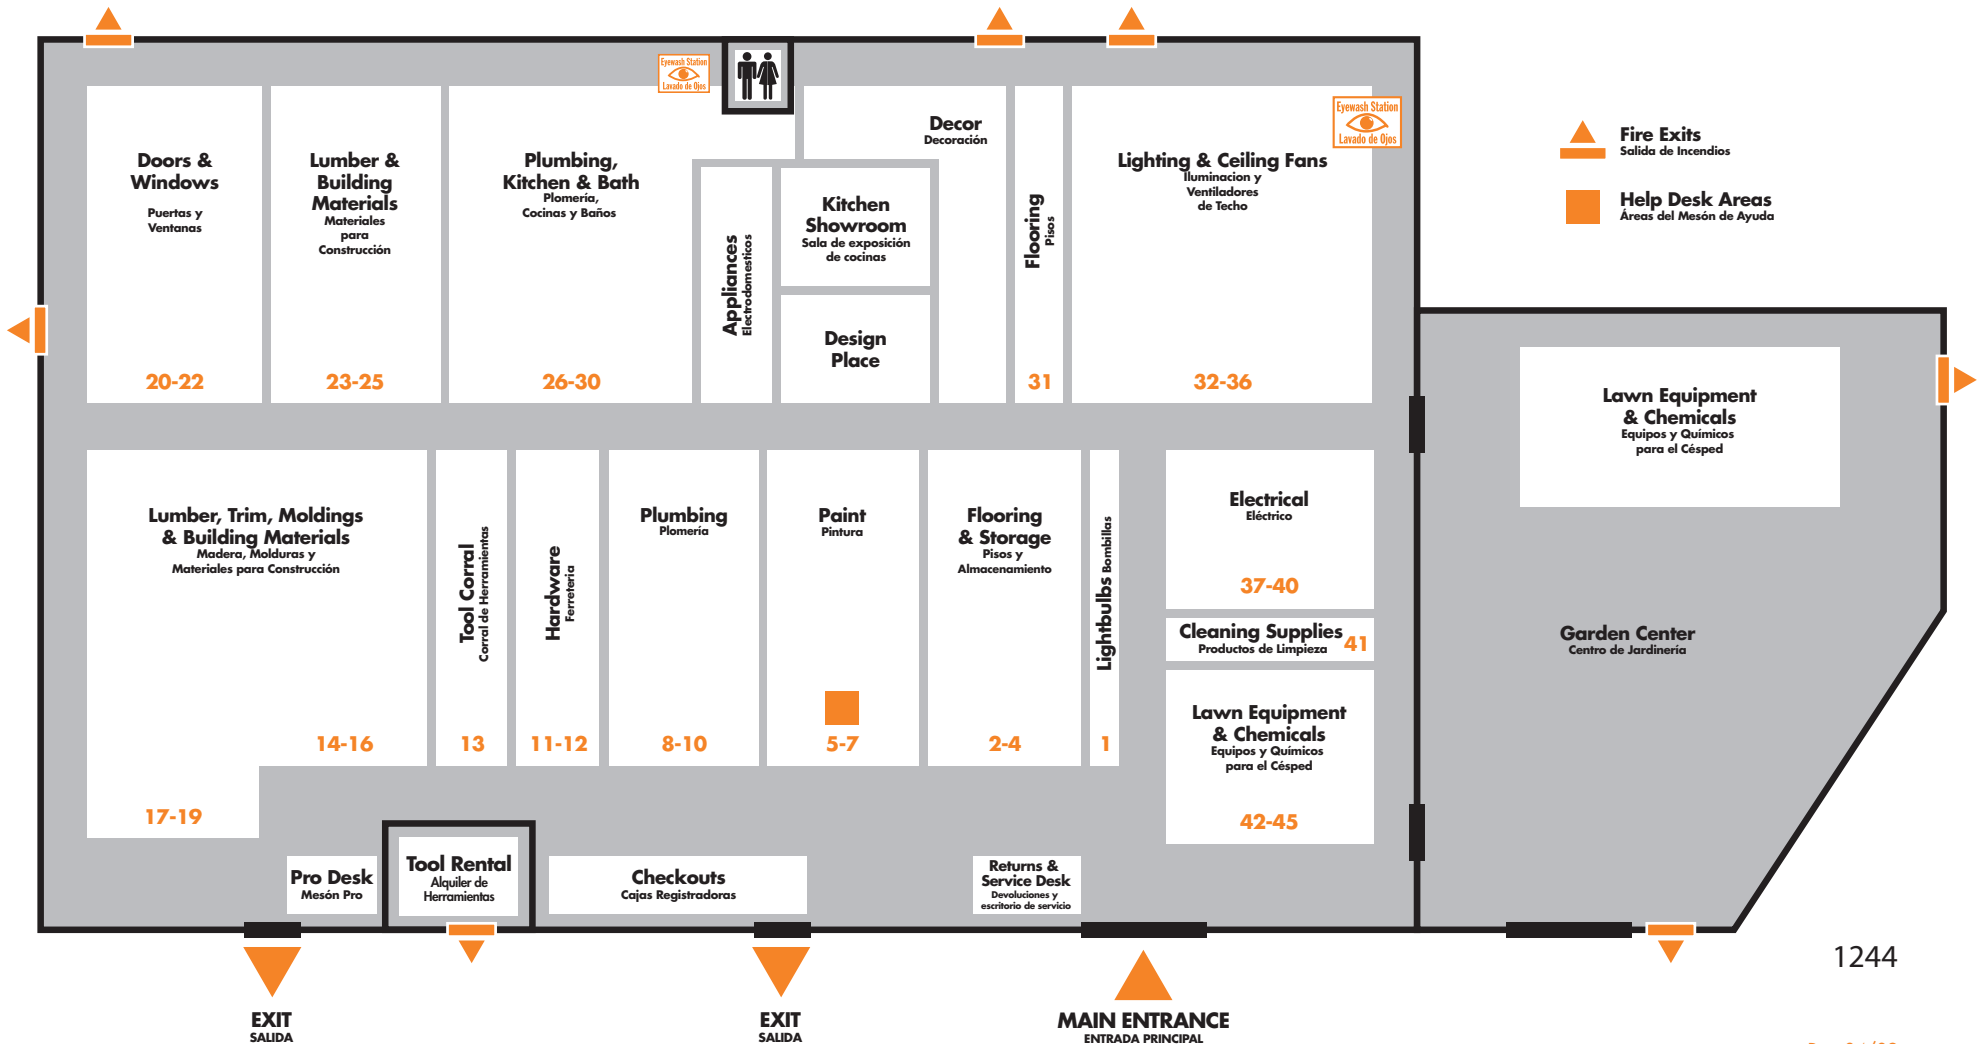 Eyewash Station
Lavado de Ojos
Eyewash Station
Lavado de Ojos
Fire Exits
Salida de Incendios
Help Desk Areas
Áreas del Mesón de Ayuda
Doors &
Windows
Puertas y
Ventanas
20-22
Lumber &
Building
Materials
Materiales
para
Construcción
23-25
Plumbing,
Kitchen & Bath
Plomería,
Cocinas y Baños
26-30
Appliances
Electrodomesticos
Kitchen
Showroom
Sala de exposición
de cocinas
Design
Place
Decor
Decoración
Flooring
Pisos
31
Lighting & Ceiling Fans
Iluminacion y
Ventiladores
de Techo
32-36
Lawn Equipment
& Chemicals
Equipos y Químicos
para el Césped
Lumber, Trim, Moldings
& Building Materials
Madera, Molduras y
Materiales para Construcción
14-16
17-19
Tool Corral
Corral de Herramientas
13
Hardware
Ferreteria
11-12
Plumbing
Plomería
8-10
Paint
Pintura
5-7
Flooring
& Storage
Pisos y
Almacenamiento
2-4
Lightbulbs Bombillas
1
Electrical
Eléctrico
37-40
Cleaning Supplies
Productos de Limpieza
41
Lawn Equipment
& Chemicals
Equipos y Químicos
para el Césped
42-45
Garden Center
Centro de Jardinería
Pro Desk
Mesón Pro
Tool Rental
Alquiler de
Herramientas
Checkouts
Cajas Registradoras
Returns &
Service Desk
Devoluciones y
escritorio de servicio
EXIT
SALIDA
EXIT
SALIDA
MAIN ENTRANCE
ENTRADA PRINCIPAL
1244